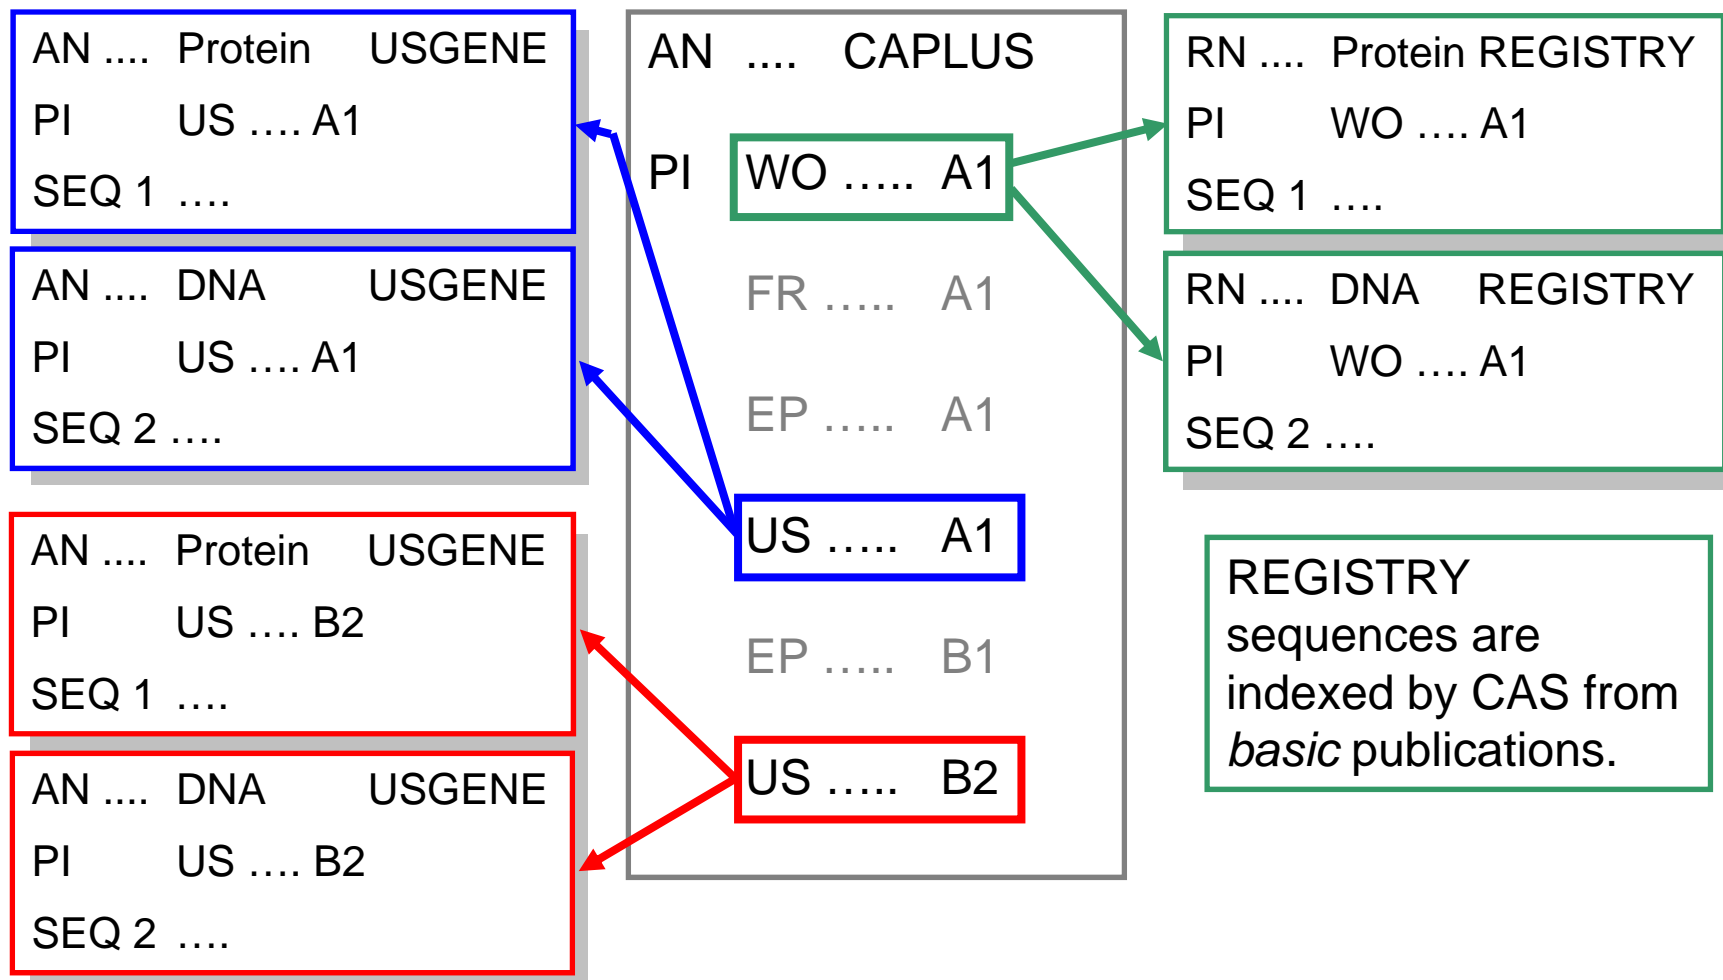 AN .... Protein USGENE
PI US .... A1
SEQ 1 ....
AN .... DNA USGENE
PI US .... A1
SEQ 2 ....
AN .... Protein USGENE
PI US .... B2
SEQ 1 ....
AN .... DNA USGENE
PI US .... B2
SEQ 2 ....
AN .... CAPLUS
PI WO ..... A1
FR ..... A1
EP ..... A1
US ..... A1
EP ..... B1
US ..... B2
RN .... Protein REGISTRY
PI WO .... A1
SEQ 1 ....
RN .... DNA REGISTRY
PI WO .... A1
SEQ 2 ....
REGISTRY
sequences are
indexed by CAS from
basic publications.